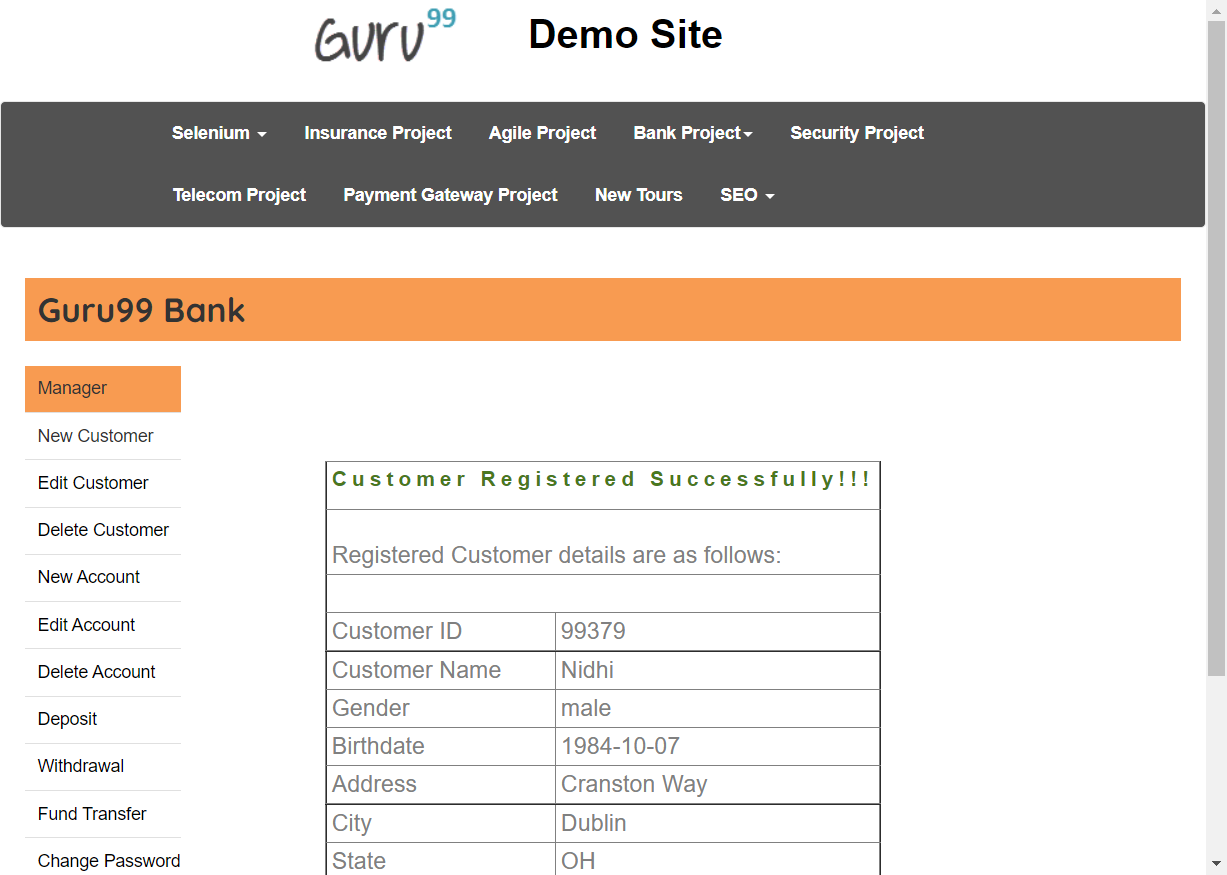 Guru99 Demo Site
Selenium Insurance Project Agile Project Bank Project Security Project
Telecom Project Payment Gateway Project New Tours SEO
Guru99 Bank
Manager
New Customer
Edit Customer
Delete Customer
New Account
Edit Account
Delete Account
Deposit
Withdrawal
Fund Transfer
Change Password
Customer Registered Successfully!!!
Registered Customer details are as follows:
Customer ID 99379
Customer Name Nidhi
Gender male
Birthdate 1984-10-07
Address Cranston Way
City Dublin
State OH